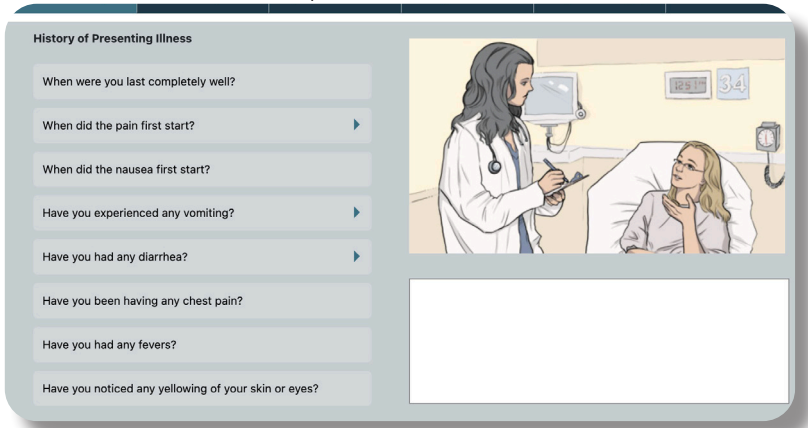 History of Presenting Illness
When were you last completely well?
When did the pain first start?
When did the nausea first start?
Have you experienced any vomiting?
Have you had any diarrhea?
Have you been having any chest pain?
Have you had any fevers?
Have you noticed any yellowing of your skin or eyes?
34